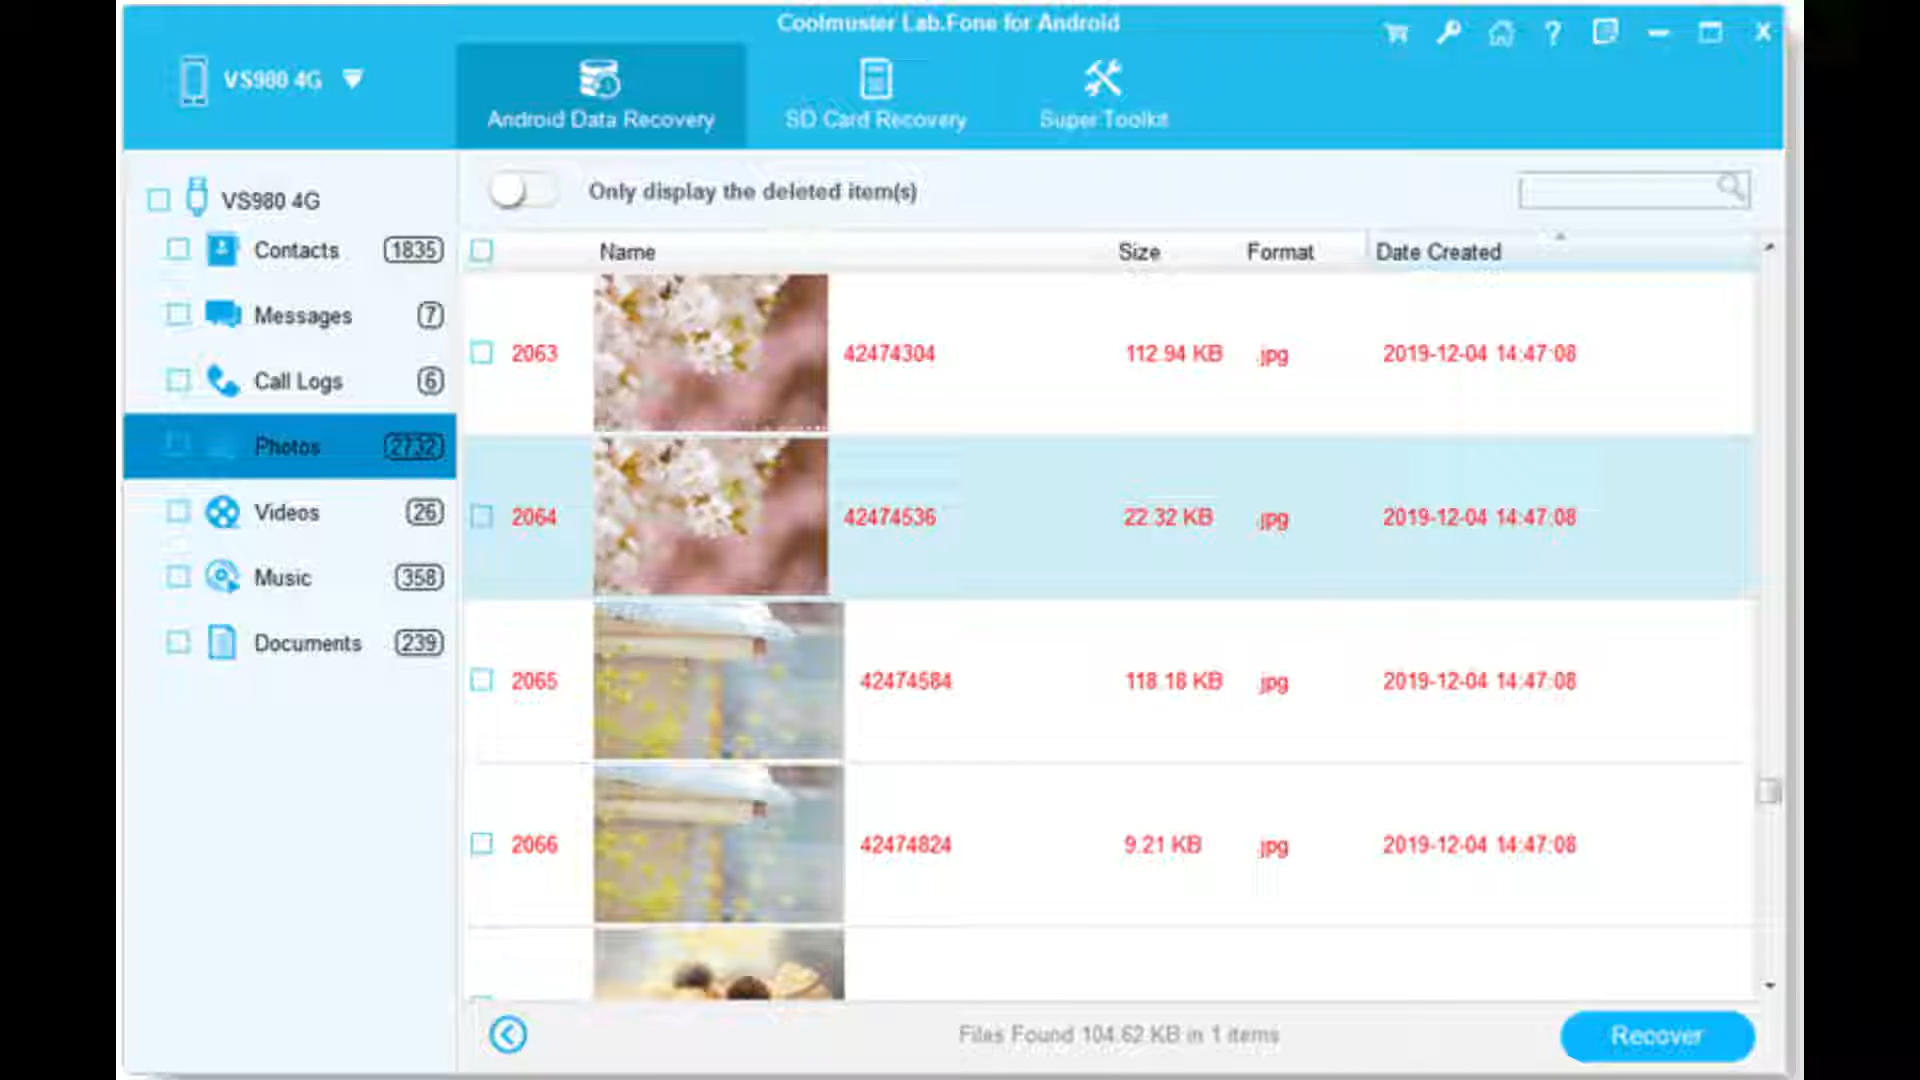 Coolmuster Lab.Fone for Android
VS980 4G
Android Data Recovery
SD Card Recovery
Super Toolkit
VS980 4G
Contacts 1835
Messages 7
Call Logs 6
Photos 2732
Videos 26
Music 358
Documents 239
Only display the deleted item(s)
Name Size Format Date Created
2063 42474304 112.94 KB .jpg 2019-12-04 14:47:08
2064 42474536 22.32 KB .jpg 2019-12-04 14:47:08
2065 42474584 118.18 KB .jpg 2019-12-04 14:47:08
2066 42474824 9.21 KB .jpg 2019-12-04 14:47:08
Files Found 104.62 KB in 1 items
Recover